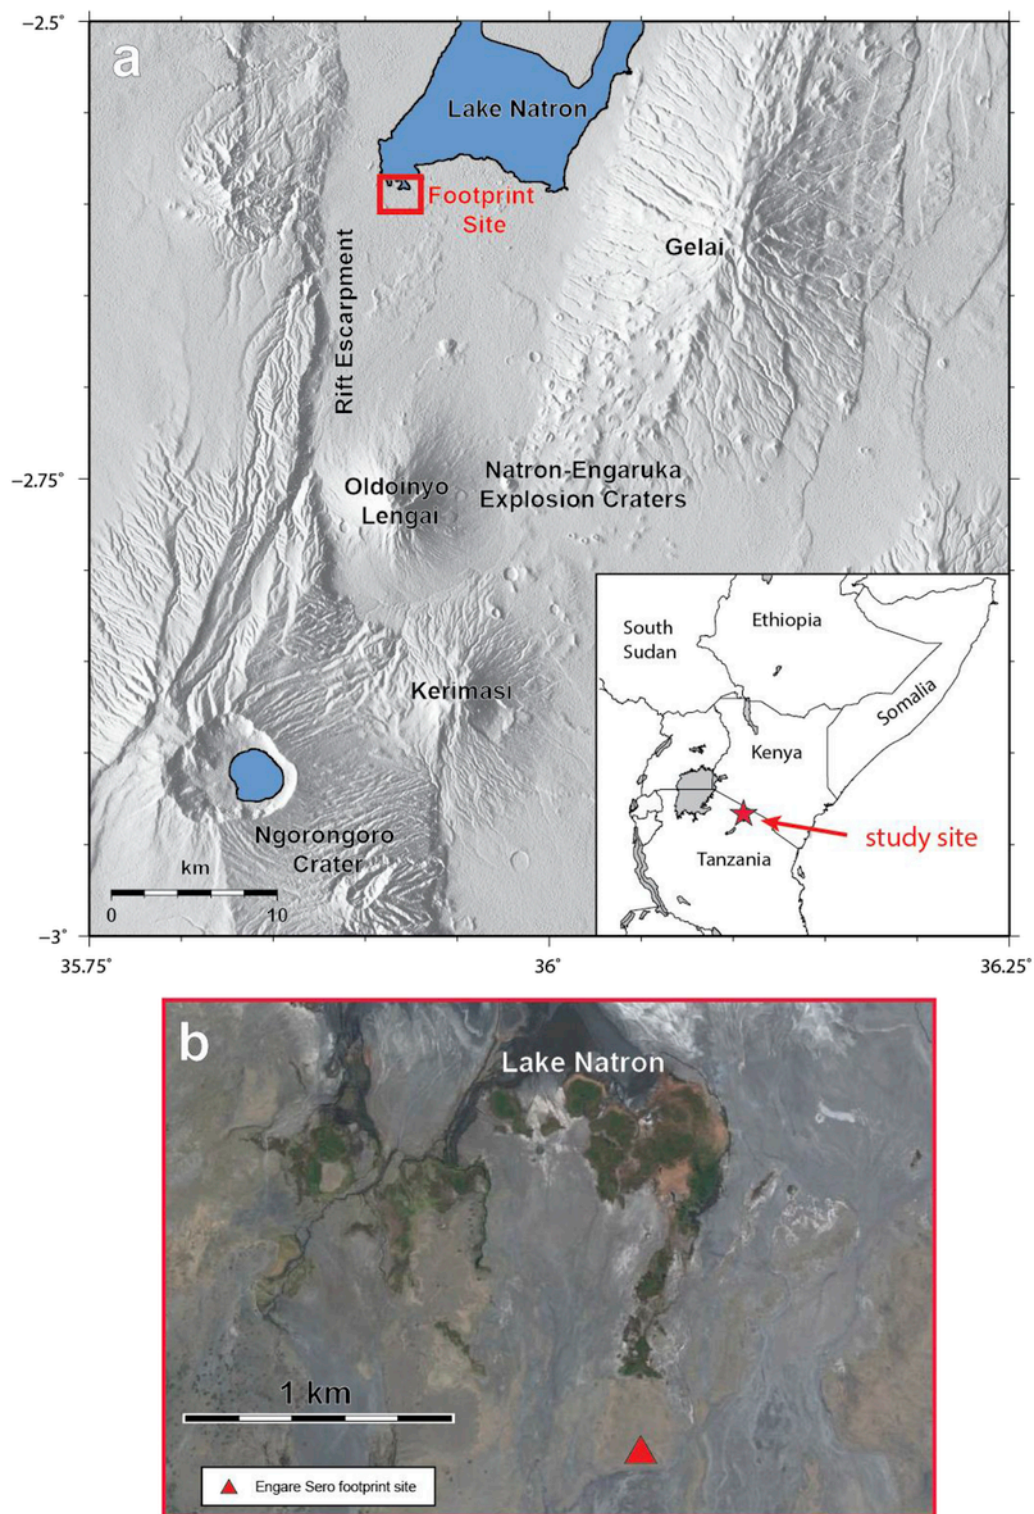 −2.5°
a
Lake Natron
Footprint
Site
Gelai
Rift Escarpment
−2.75°
Oldoinyo
Lengai
Natron-Engaruka
Explosion Craters
Kerimasi
Ngorongoro
Crater
km
0
10
South
Sudan
Ethiopia
Somalia
Kenya
study site
Tanzania
−3°
35.75°
36°
36.25°
b
Lake Natron
1 km
Engare Sero footprint site